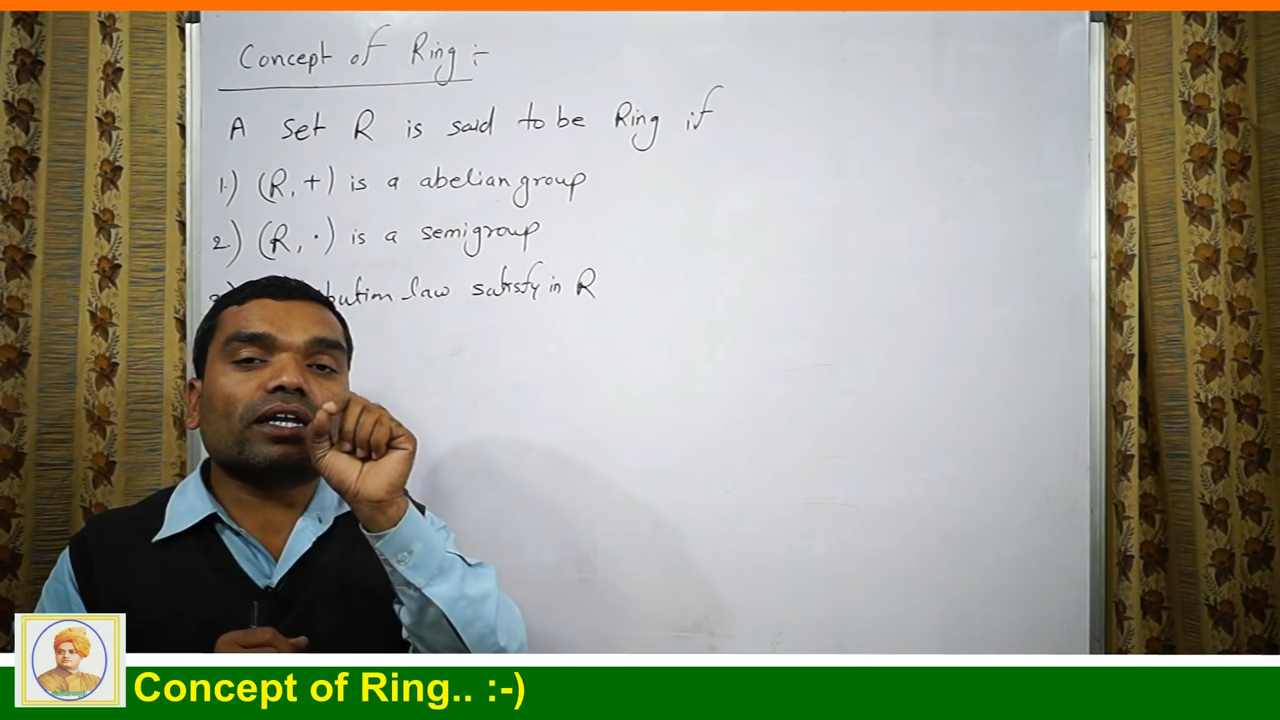 Concept of Ring :-
A set R is said to be Ring if
1.) (R, +) is a abelian group
2.) (R, ·) is a semigroup
law satisfy in R
Concept of Ring.. :-)